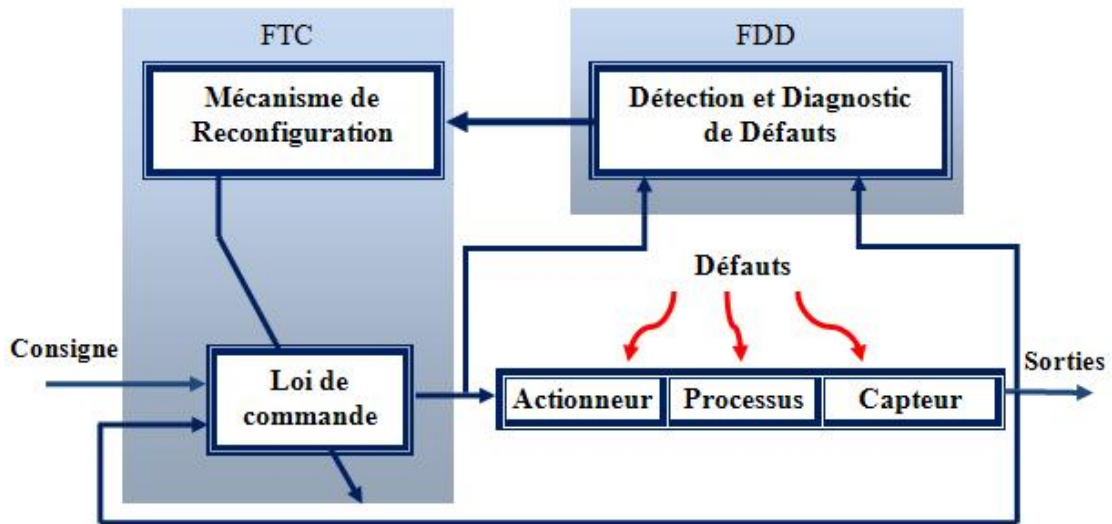 FTC
FDD
Mécanisme de
Reconfiguration
Détection et Diagnostic
de Défauts
Défauts
Consigne
Loi de
commande
Actionneur
Processus
Capteur
Sorties